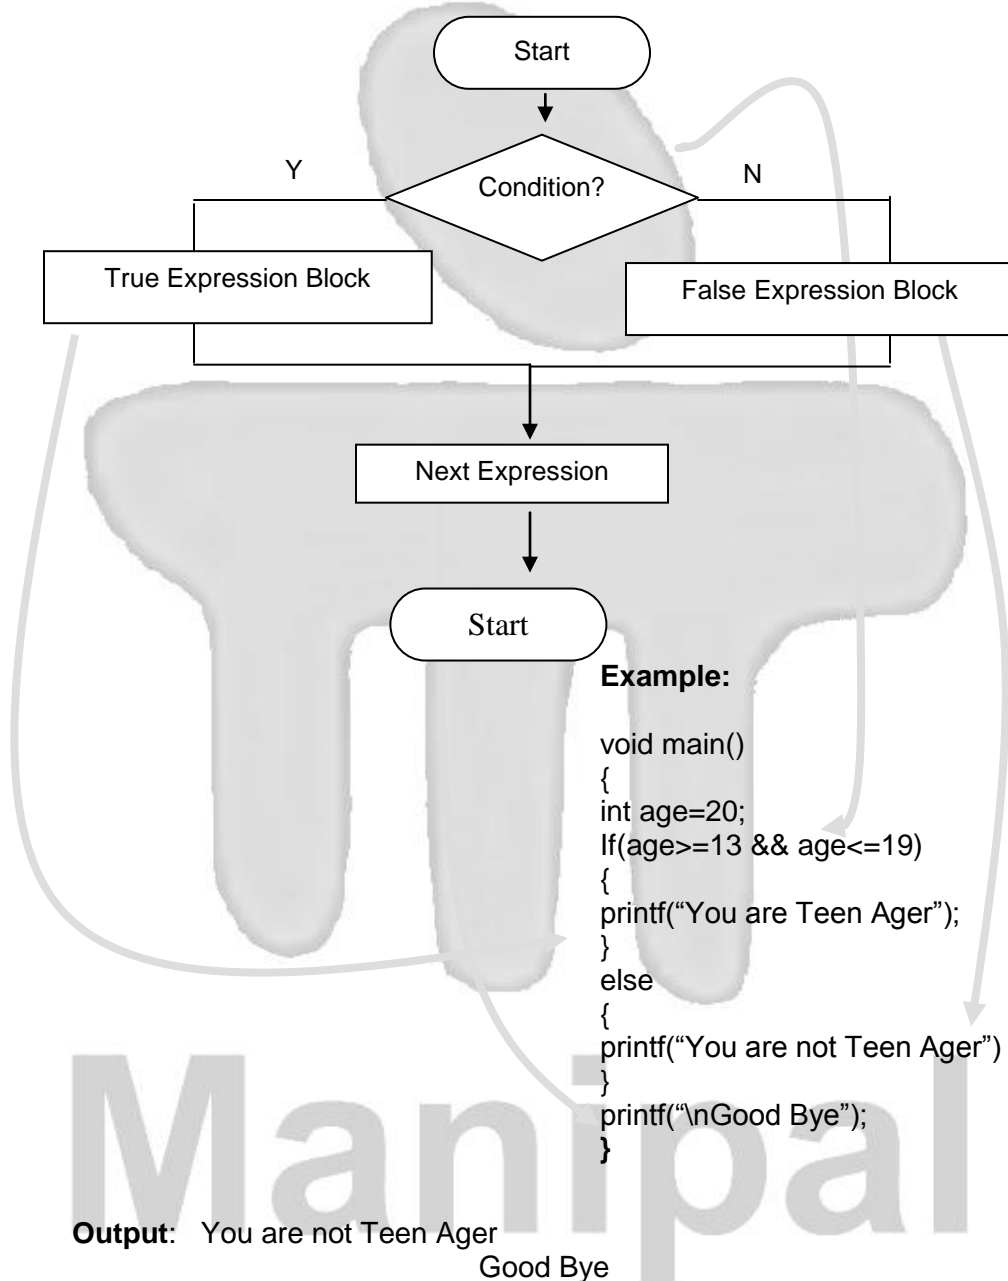 Start
Condition?
Y
N
True Expression Block
False Expression Block
Next Expression
Start
Example:
void main()
{
int age=20;
If(age>=13 && age<=19)
{
printf(“You are Teen Ager”);
}
else
{
printf(“You are not Teen Ager”)
}
printf(“\nGood Bye”);
}
Manipal
Output: You are not Teen Ager
Good Bye